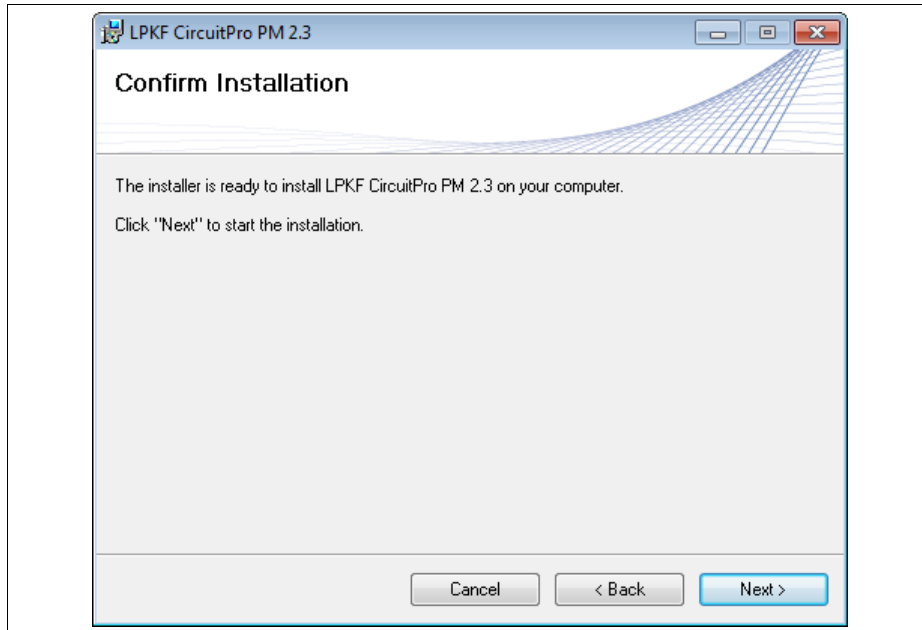 LPKF CircuitPro PM 2.3
Confirm Installation
The installer is ready to install LPKF CircuitPro PM 2.3 on your computer.
Click "Next" to start the installation.
Cancel
< Back
Next >